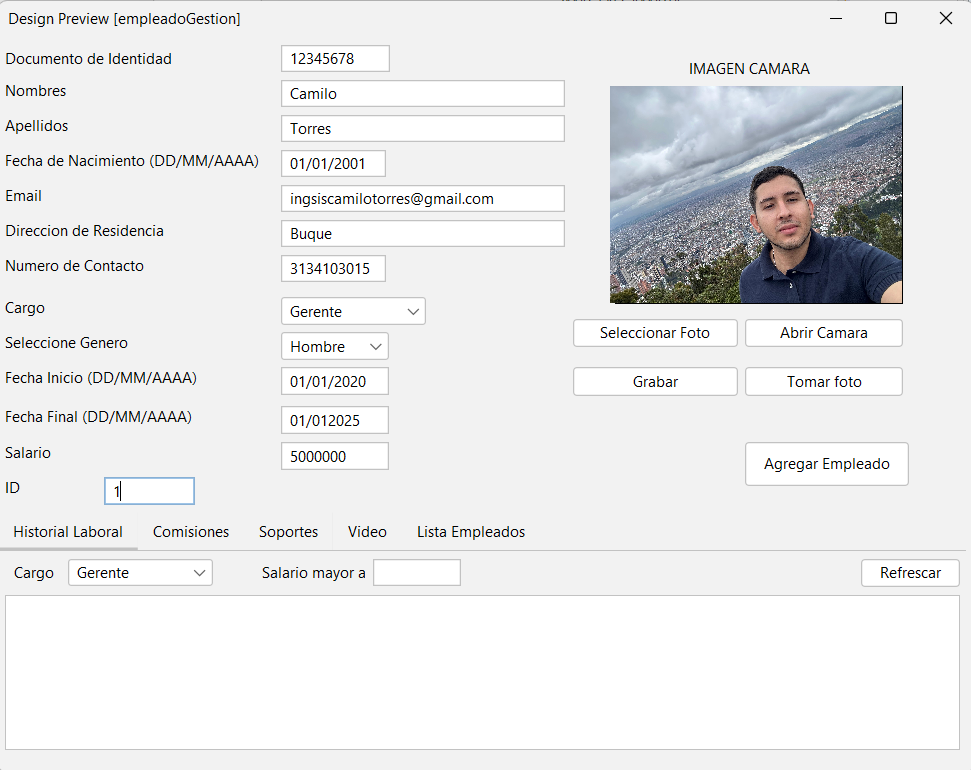 Design Preview [empleadoGestion]
Documento de Identidad 12345678
IMAGEN CAMARA
Nombres Camilo
Apellidos Torres
Fecha de Nacimiento (DD/MM/AAAA) 01/01/2001
Email ingsiscamilotorres@gmail.com
Direccion de Residencia Buque
Numero de Contacto 3134103015
Cargo Gerente
Seleccione Genero Hombre
Seleccionar Foto Abrir Camara
Fecha Inicio (DD/MM/AAAA) 01/01/2020
Grabar Tomar foto
Fecha Final (DD/MM/AAAA) 01/012025
Salario 5000000
Agregar Empleado
ID 1
Historial Laboral Comisiones Soportes Video Lista Empleados
Cargo Gerente Salario mayor a Refrescar